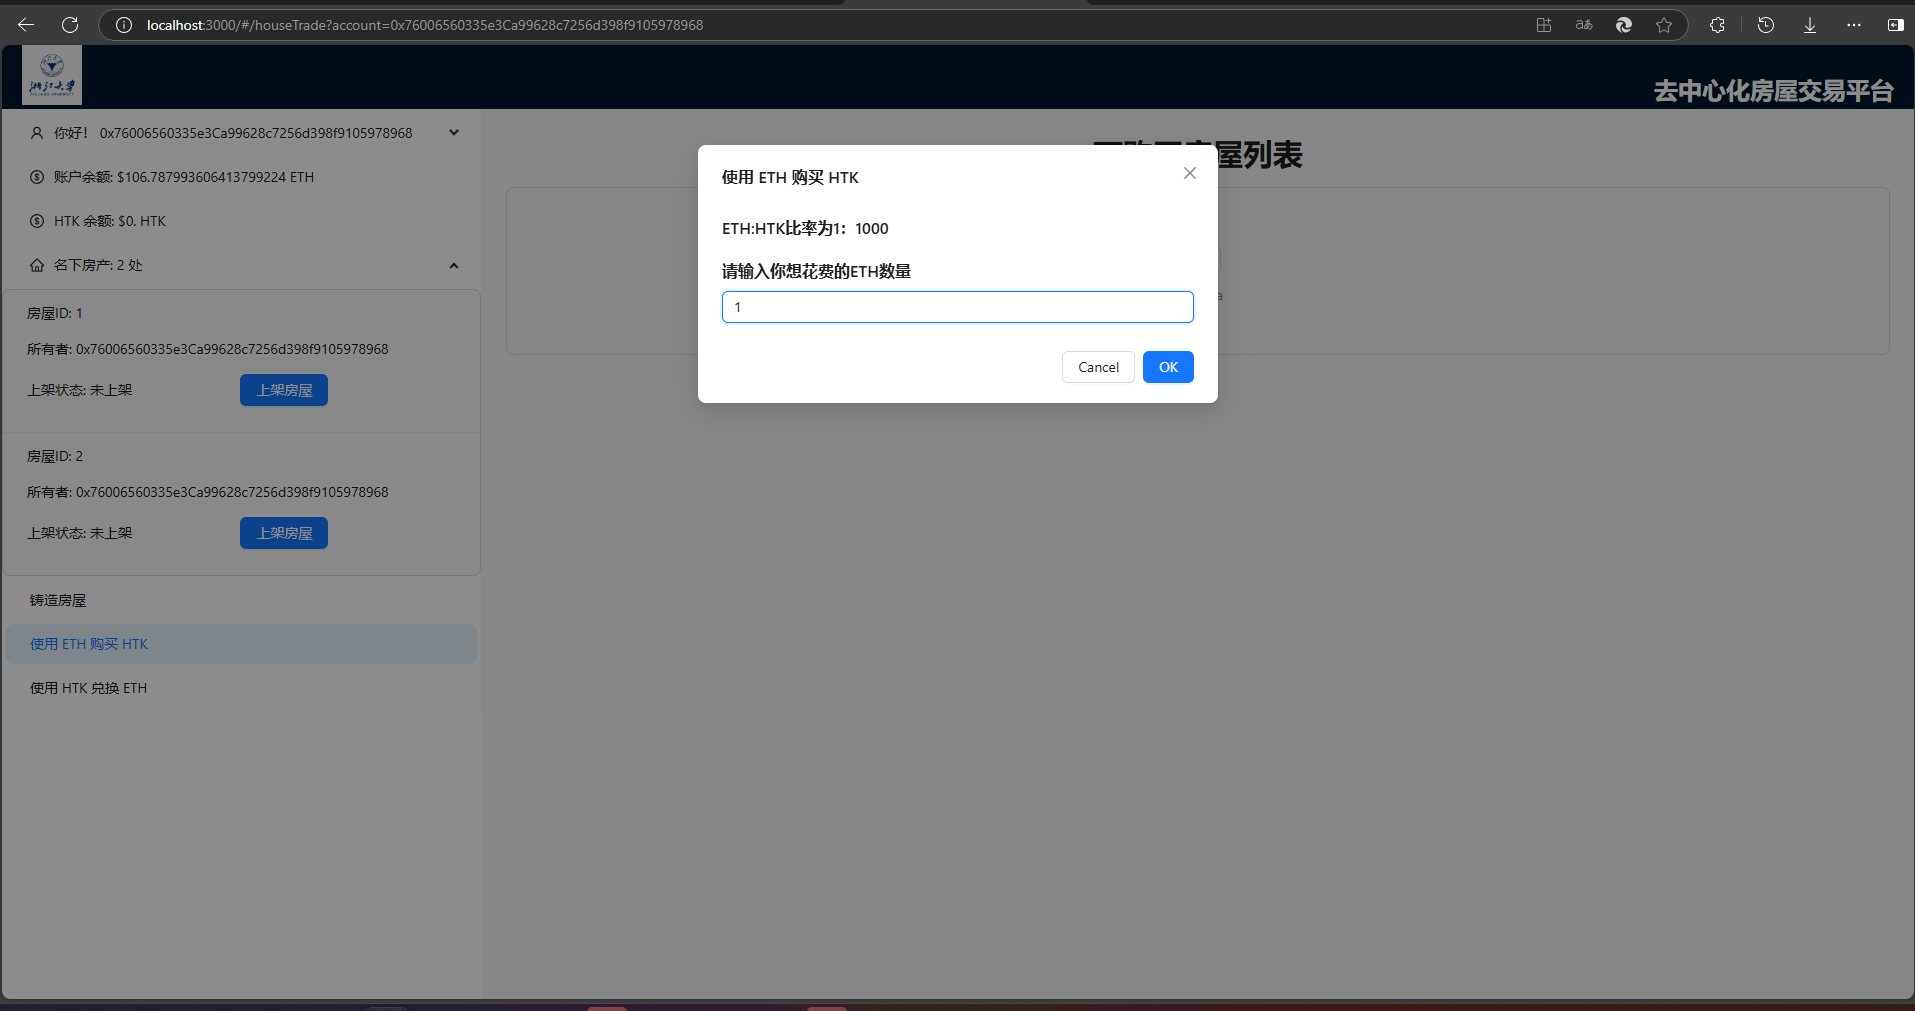 localhost:3000/#/houseTrade?account=0x76006560335e3Ca99628c7256d398f9105978968
浙江大学
去中心化房屋交易平台
你好! 0x76006560335e3Ca99628c7256d398f9105978968
账户余额: $106.787993606413799224 ETH
HTK 余额: $0. HTK
名下房产: 2 处
房屋ID: 1
所有者: 0x76006560335e3Ca99628c7256d398f9105978968
上架状态: 未上架
上架房屋
房屋ID: 2
所有者: 0x76006560335e3Ca99628c7256d398f9105978968
上架状态: 未上架
上架房屋
铸造房屋
使用 ETH 购买 HTK
使用 HTK 兑换 ETH
屋列表
使用 ETH 购买 HTK
ETH:HTK比率为1：1000
请输入你想花费的ETH数量
1
Cancel
OK